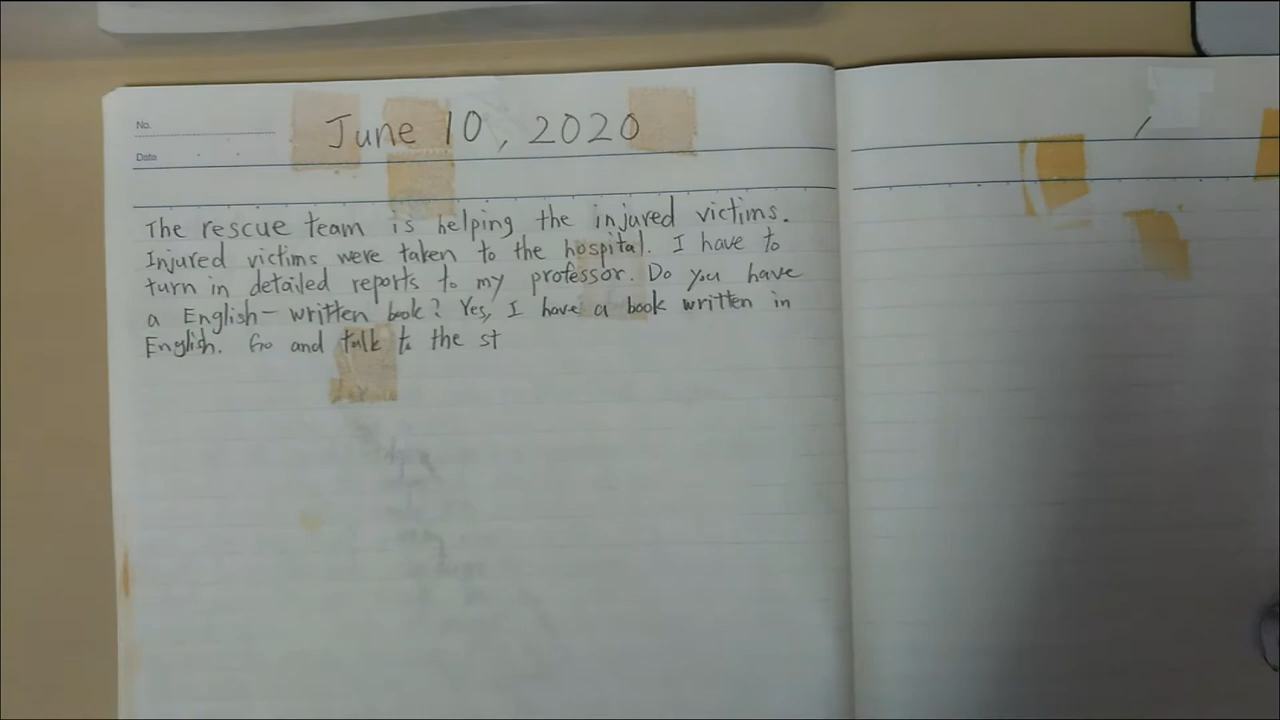 No.
June 10, 2020
Date
The rescue team is helping the injured victims.
Injured victims were taken to the hospital. I have to
turn in detailed reports to my professor. Do you have
a English-written book? Yes, I have a book written in
English. Go and talk to the st